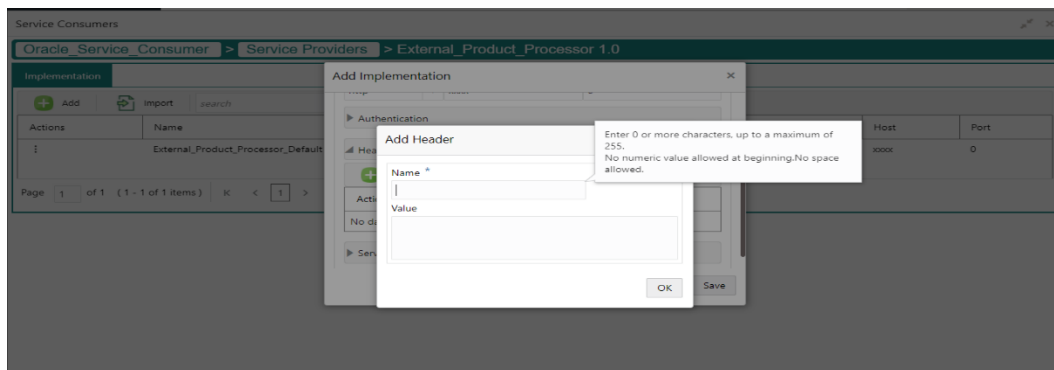 Service Consumers
Oracle_Service_Consumer > Service Providers > External_Product_Processor 1.0
Implementation
Add Implementation ×
Add Import search
Authentication
Actions Name Host Port
External_Product_Processor_Default xxxx 0
Add Header
Enter 0 or more characters, up to a maximum of
255.
No numeric value allowed at beginning.No space
allowed.
Name *
Value
No da
Page 1 of 1 (1 - 1 of 1 items) K < 1 >
OK
Save